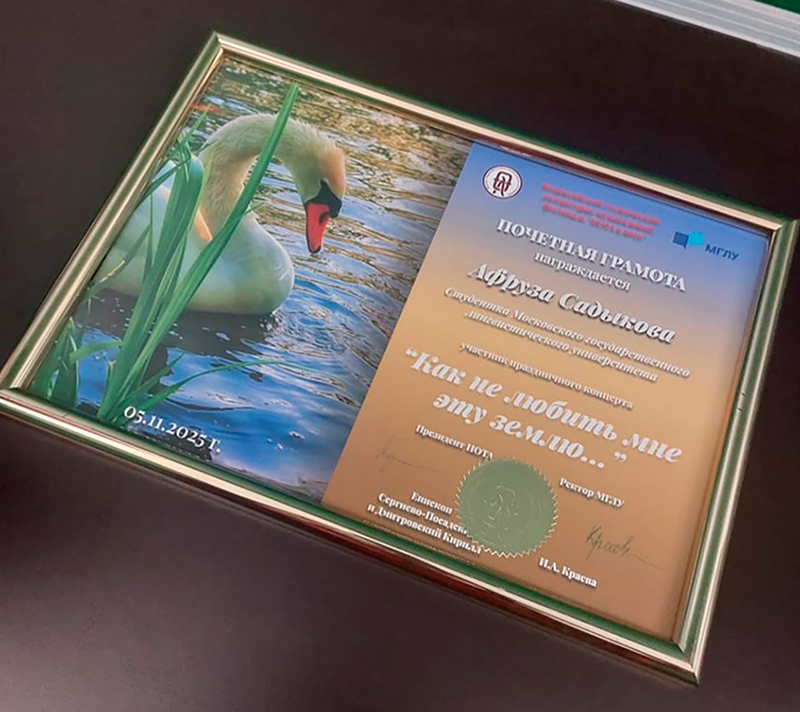 МГЛУ
ПОЧЕТНАЯ ГРАМОТА
награждается
Афруза Садыкова
Студентка Московского государственного
лингвистического университета
участник праздничного концерта
“Как не любить мне
эту землю...”
Президент НОТА
Ректор МГЛУ
Епископ
Сергиево-Посадский
и Дмитровский Кирилл
И.А. Краева
05.11.2025 г.